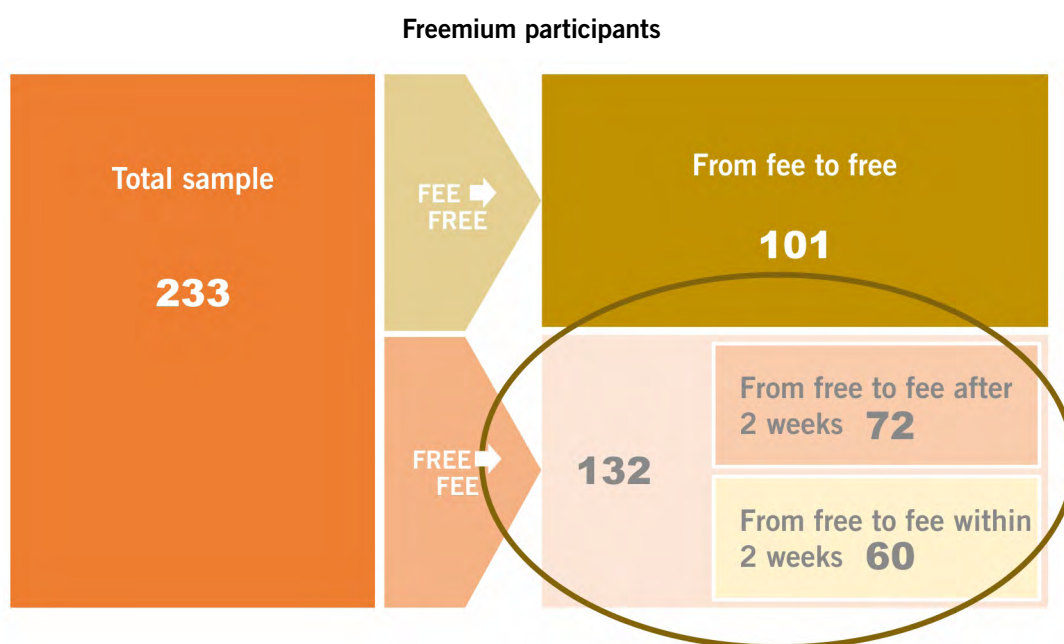 Freemium participants
Total sample
233
FEE
FREE
From fee to free
101
FREE
FEE
132
From free to fee after
2 weeks 72
From free to fee within
2 weeks 60